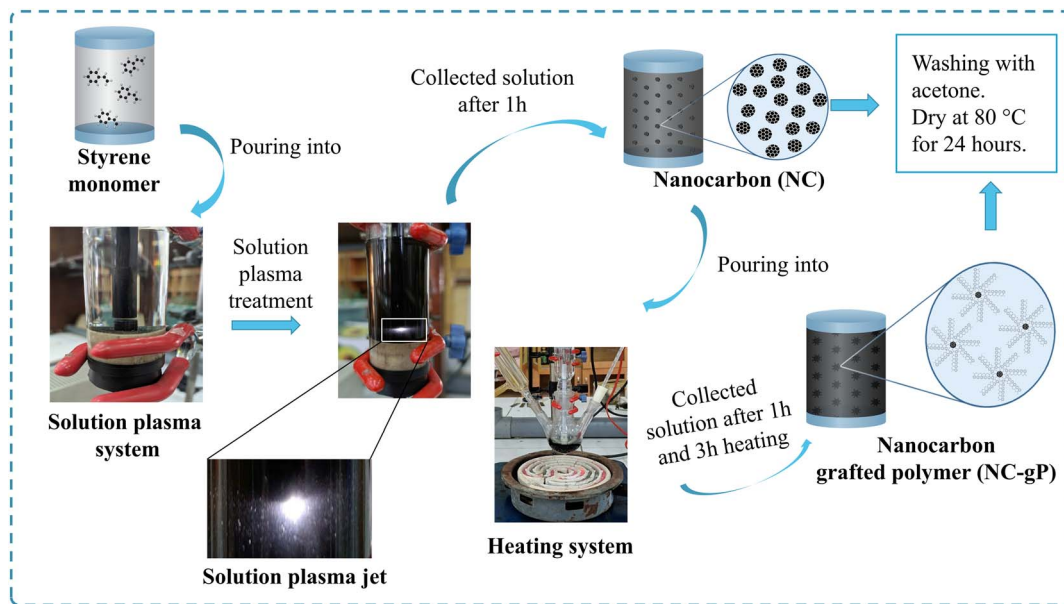 Styrene
monomer
Pouring into
Solution plasma
system
Solution
plasma
treatment
Solution plasma jet
Collected solution
after 1h
Nanocarbon (NC)
Washing with
acetone.
Dry at 80 °C
for 24 hours.
Pouring into
Heating system
Collected
solution after 1h
and 3h heating
Nanocarbon
grafted polymer (NC-gP)